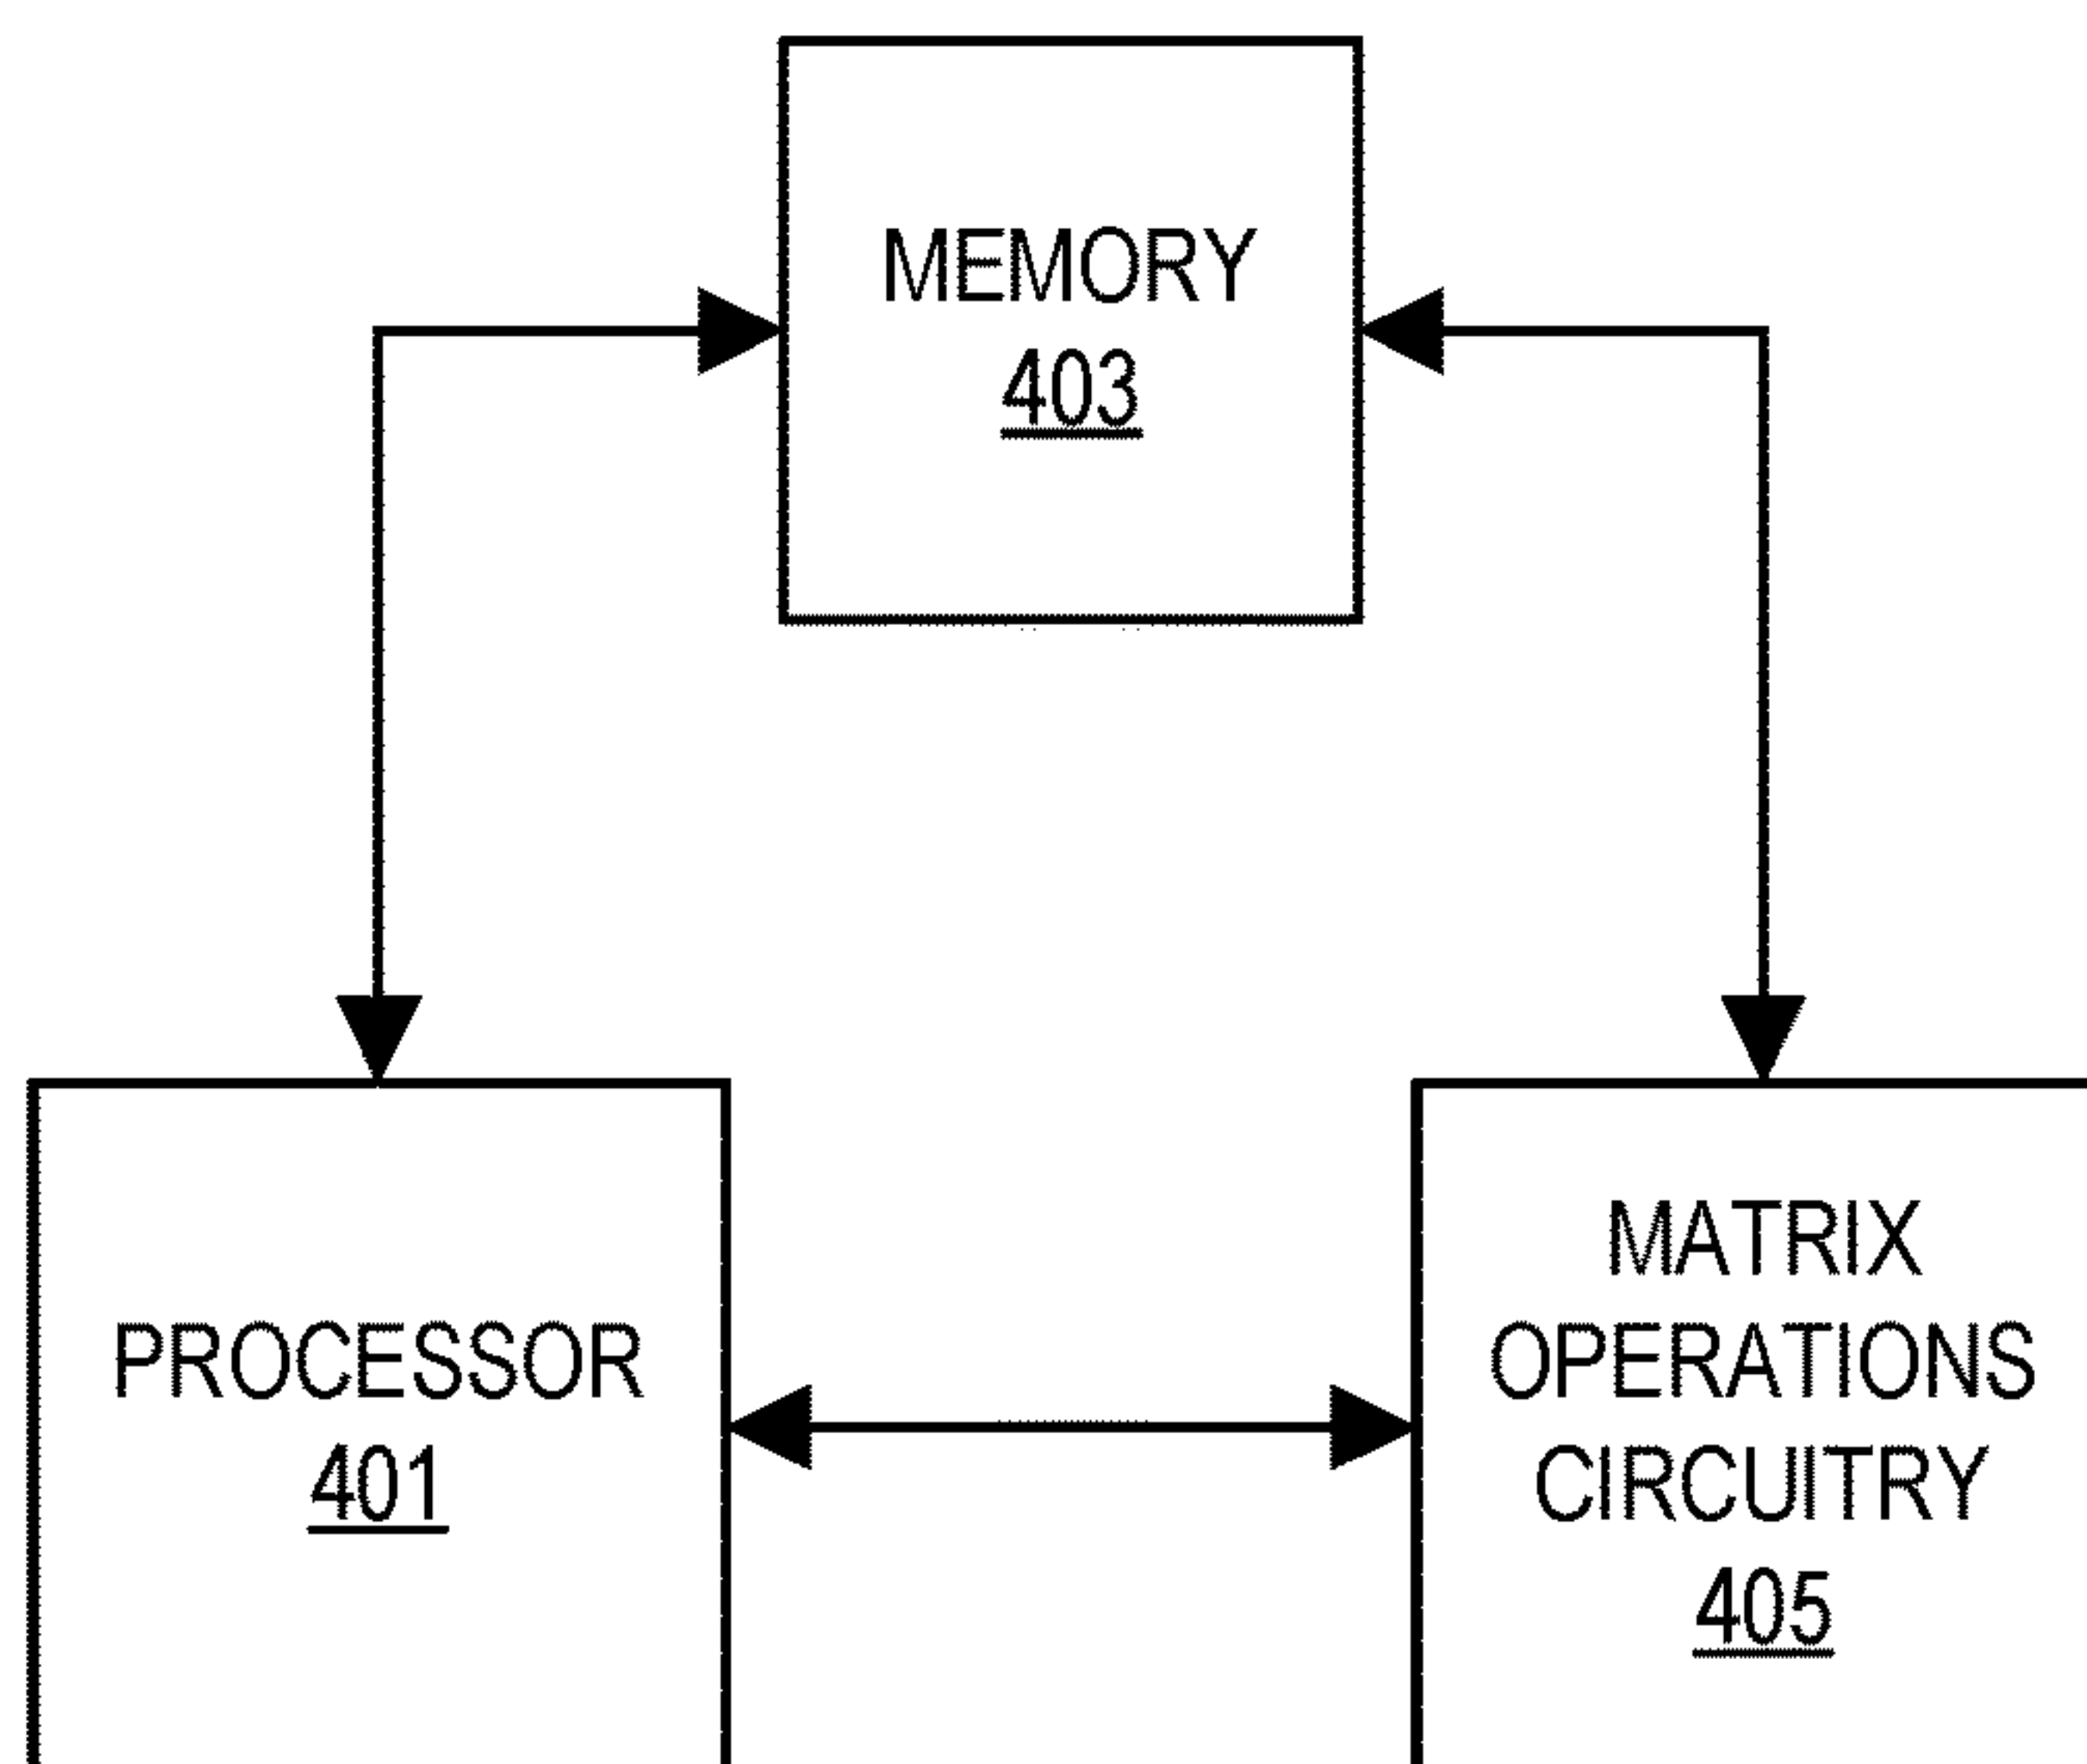 MEMORY
403
PROCESSOR
401
MATRIX
OPERATIONS
CIRCUITRY
405